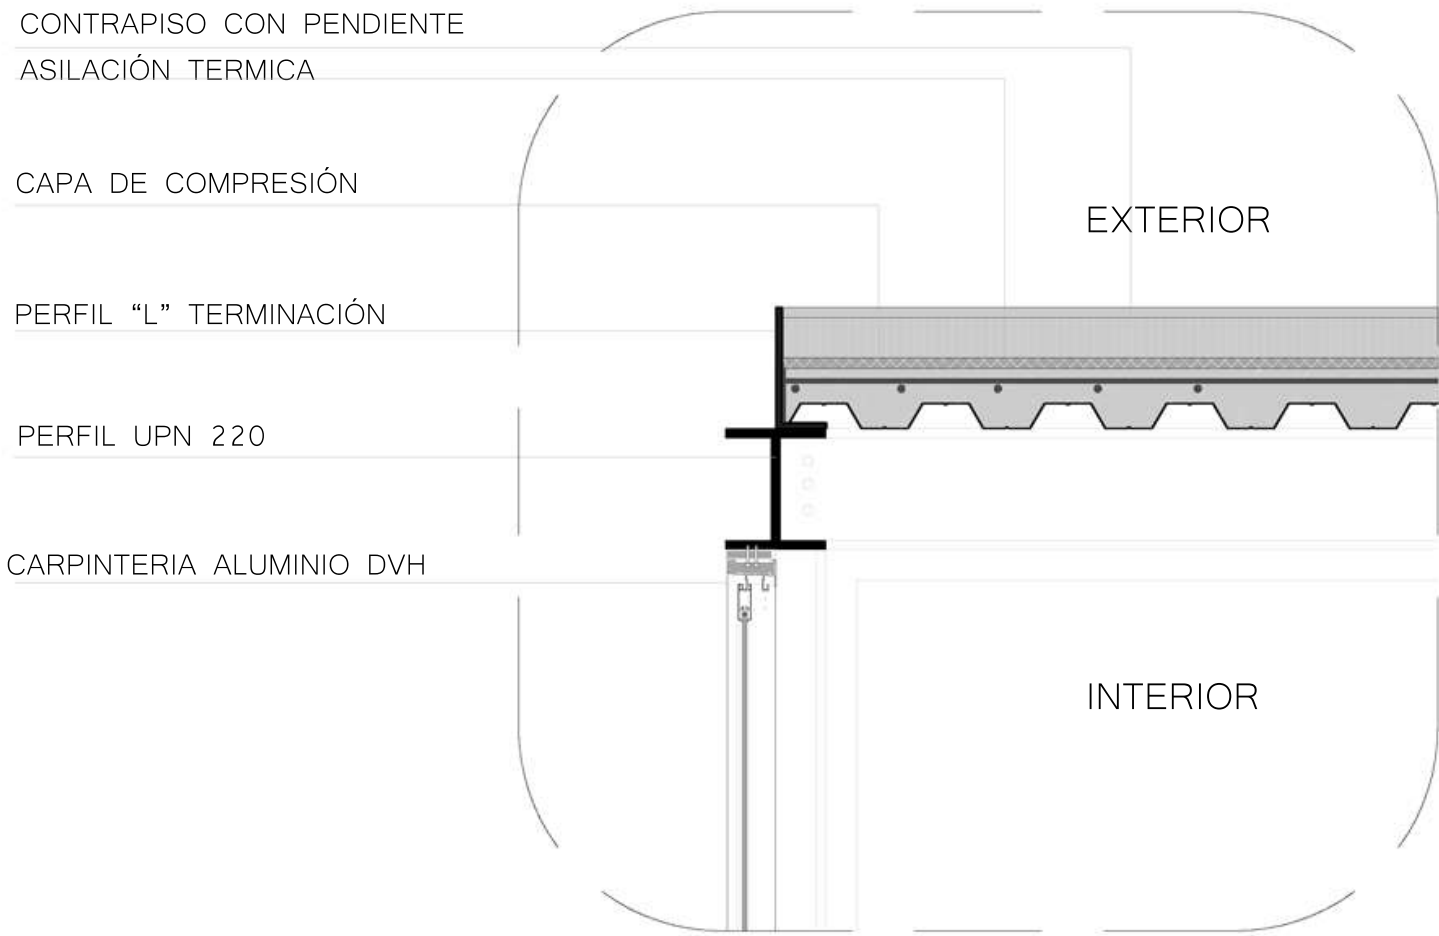 CONTRAPISO CON PENDIENTE
ASILACIÓN TERMICA
CAPA DE COMPRESIÓN
EXTERIOR
PERFIL “L” TERMINACIÓN
PERFIL UPN 220
CARPINTERIA ALUMINIO DVH
INTERIOR